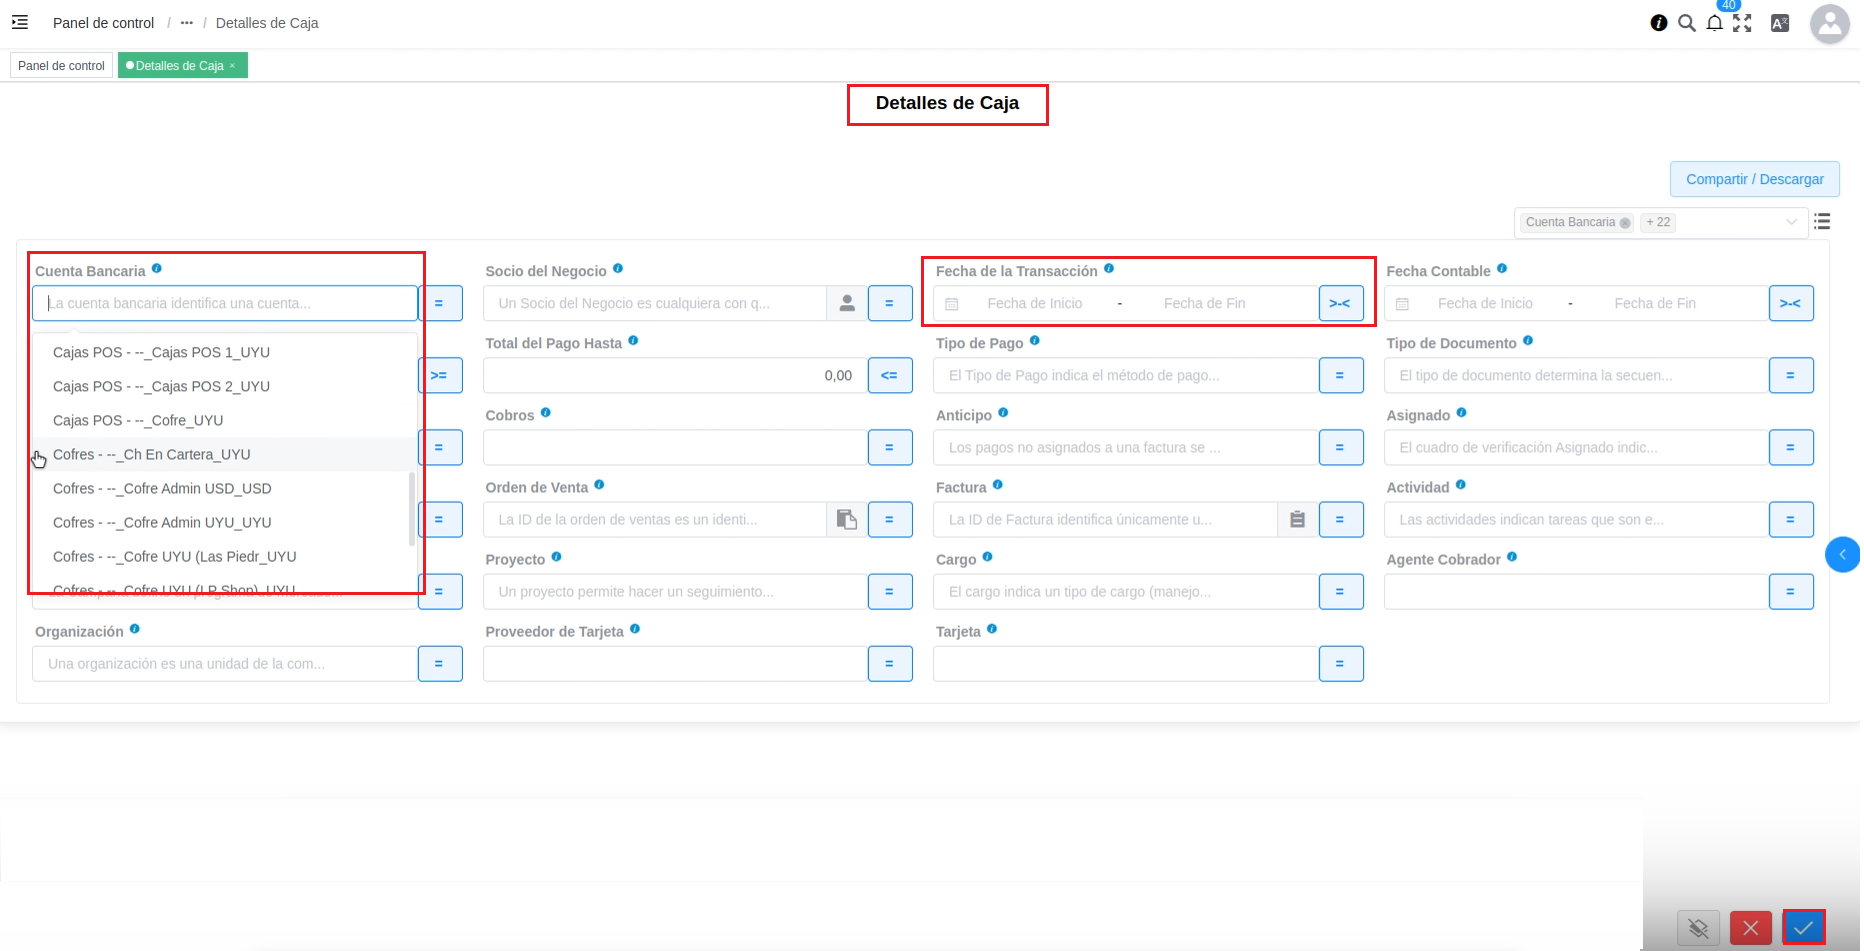 Panel de control / ••• / Detalles de Caja
40
Panel de control
Detalles de Caja ×
Detalles de Caja
Compartir / Descargar
Cuenta Bancaria
+ 22
Cuenta Bancaria
La cuenta bancaria identifica una cuenta...
=
Socio del Negocio
Un Socio del Negocio es cualquiera con q...
=
Fecha de la Transacción
Fecha de Inicio - Fecha de Fin
>-<
Fecha Contable
Fecha de Inicio - Fecha de Fin
>-<
Cajas POS - --_Cajas POS 1_UYU
Cajas POS - --_Cajas POS 2_UYU
Cajas POS - --_Cofre_UYU
Cofres - --_Ch En Cartera_UYU
Cofres - --_Cofre Admin USD_USD
Cofres - --_Cofre Admin UYU_UYU
Cofres - --_Cofre UYU (Las Piedr_UYU
Cofres - --_Cofre UYU (LP Shop)_UYU
>=
Total del Pago Hasta
0,00
<=
Tipo de Pago
El Tipo de Pago indica el método de pago...
=
Tipo de Documento
El tipo de documento determina la secuen...
=
=
Cobros
=
Anticipo
Los pagos no asignados a una factura se ...
=
Asignado
El cuadro de verificación Asignado indic...
=
=
Orden de Venta
La ID de la orden de ventas es un identi...
=
Factura
La ID de Factura identifica únicamente u...
=
Actividad
Las actividades indican tareas que son e...
=
=
Proyecto
Un proyecto permite hacer un seguimiento...
=
Cargo
El cargo indica un tipo de cargo (manejo...
=
Agente Cobrador
=
Organización
Una organización es una unidad de la com...
=
Proveedor de Tarjeta
=
Tarjeta
=